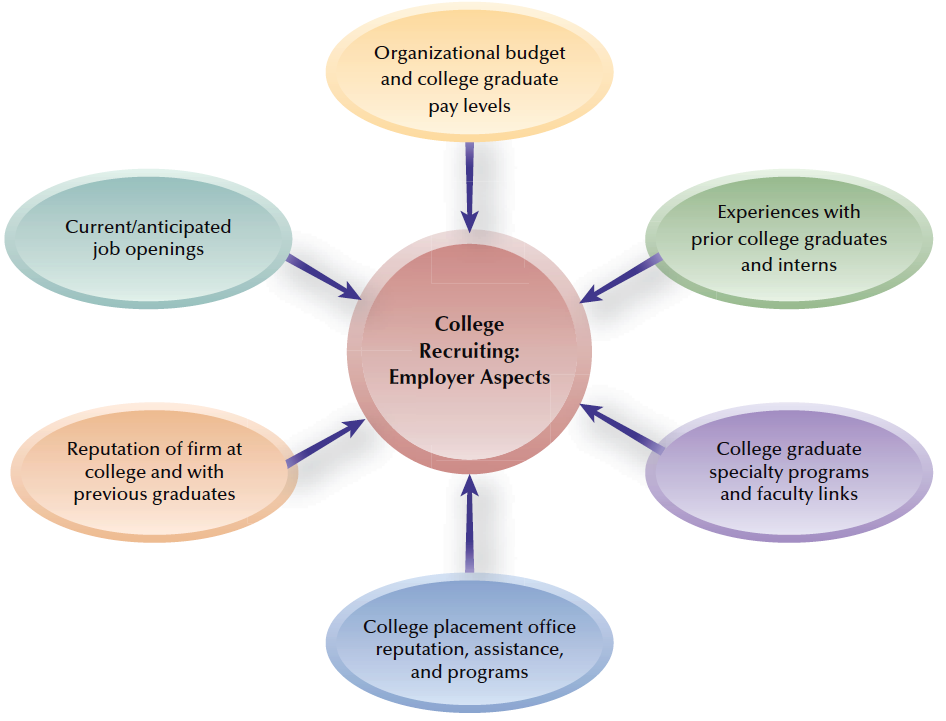 Organizational budget
and college graduate
pay levels
Current/anticipated
job openings
Experiences with
prior college graduates
and interns
College
Recruiting:
Employer Aspects
Reputation of firm at
college and with
previous graduates
College graduate
specialty programs
and faculty links
College placement office
reputation, assistance,
and programs